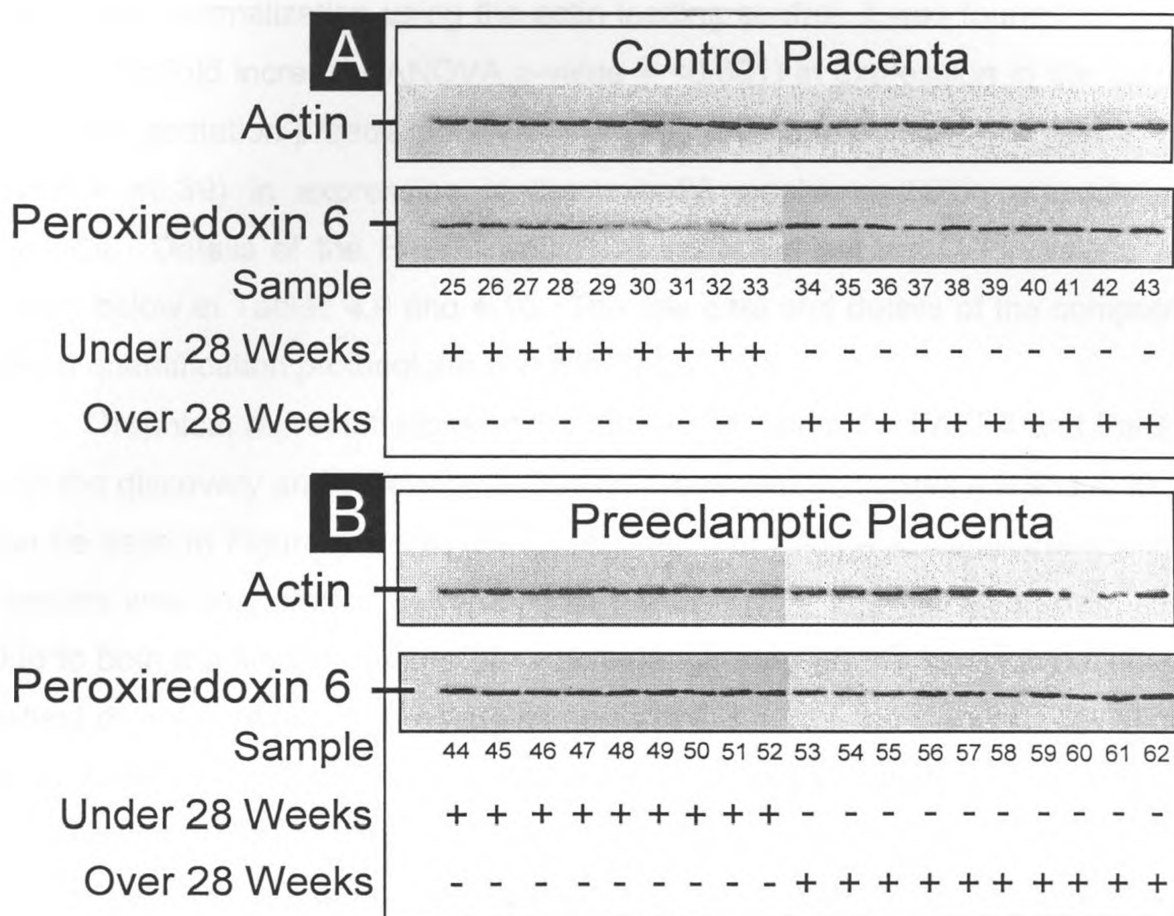 A Control Placenta
Actin
Peroxiredoxin 6
Sample 25 26 27 28 29 30 31 32 33 34 35 36 37 38 39 40 41 42 43
Under 28 Weeks + + + + + + + + + - - - - - - - - - -
Over 28 Weeks - - - - - - - - - + + + + + + + + + +
B Preeclamptic Placenta
Actin
Peroxiredoxin 6
Sample 44 45 46 47 48 49 50 51 52 53 54 55 56 57 58 59 60 61 62
Under 28 Weeks + + + + + + + + + - - - - - - - - - -
Over 28 Weeks - - - - - - - - - + + + + + + + + + +